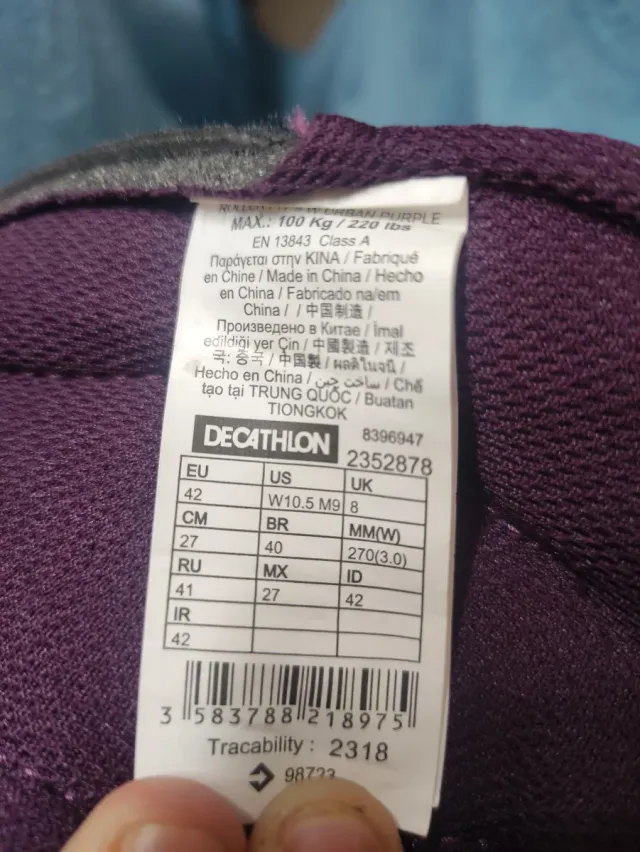 URBAN PURPLE
MAX.: 100 Kg / 220 lbs
EN 13843 Class A
Παράγεται στην ΚΙΝΑ / Fabriqué
en Chine / Made in China / Hecho
en China / Fabricado na/em
China / / 中国制造 /
Произведено в Китае / İmal
edildiği yer Çin / 中國製造 / 제조
국: 중국 / 中国製 / ผลิตในจีน /
Hecho en China / ساخت چین / Chế
tạo tại TRUNG QUỐC / Buatan
TIONGKOK
DECATHLON 8396947
2352878
EU US UK
42 W10.5 M9 8
CM BR MM(W)
27 40 270(3.0)
RU MX ID
41 27 42
IR
42
3 583788 218975
Tracability : 2318